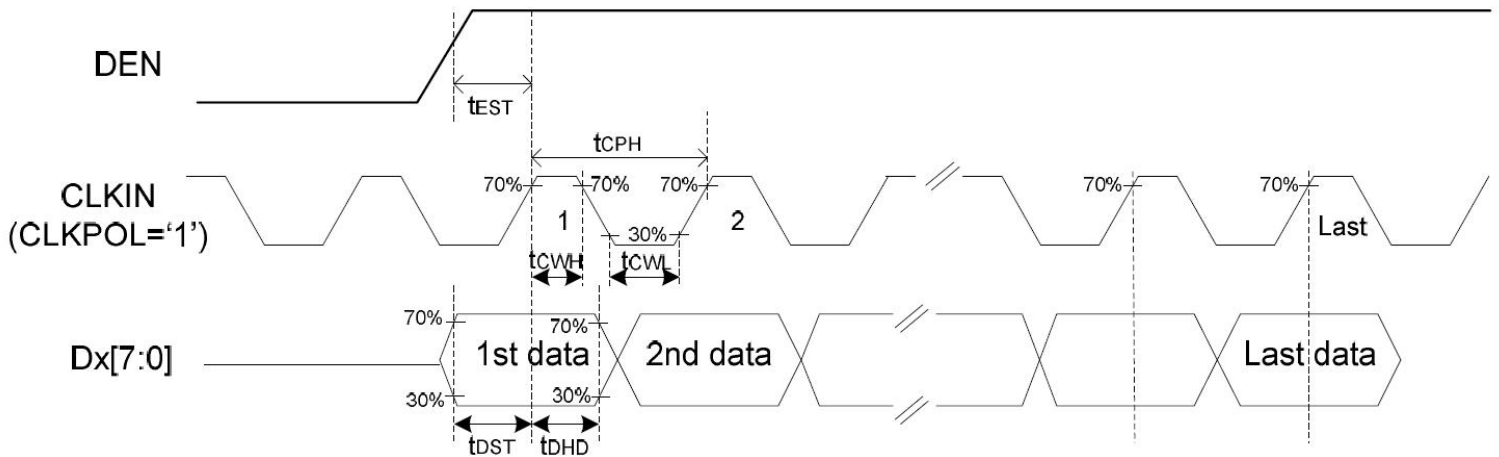 DEN
tEST
tCPH
CLKIN
(CLKPOL=‘1’)
70%
70%
70%
70%
70%
1
2
Last
30%
tCWH
tCWL
70%
70%
Dx[7:0]
1st data
2nd data
Last data
30%
30%
tDST
tDHD